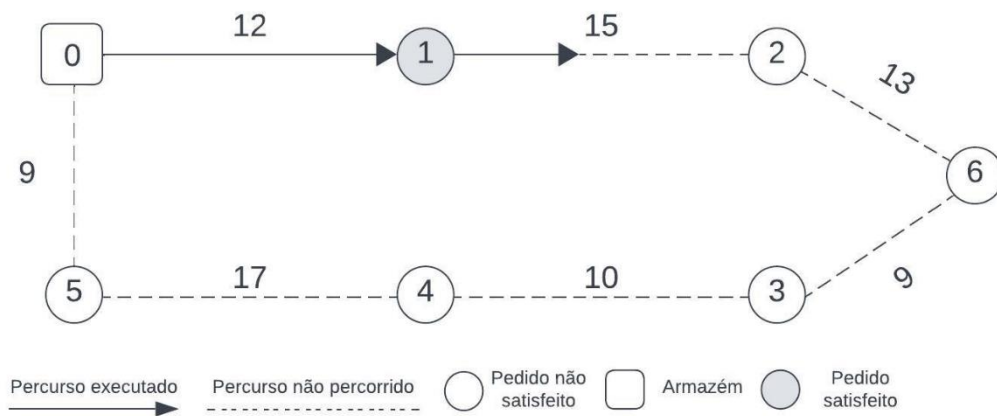 12
15
0
1
2
13
9
6
17
10
9
5
4
3
Percurso executado
Percurso não percorrido
Pedido não
satisfeito
Armazém
Pedido
satisfeito